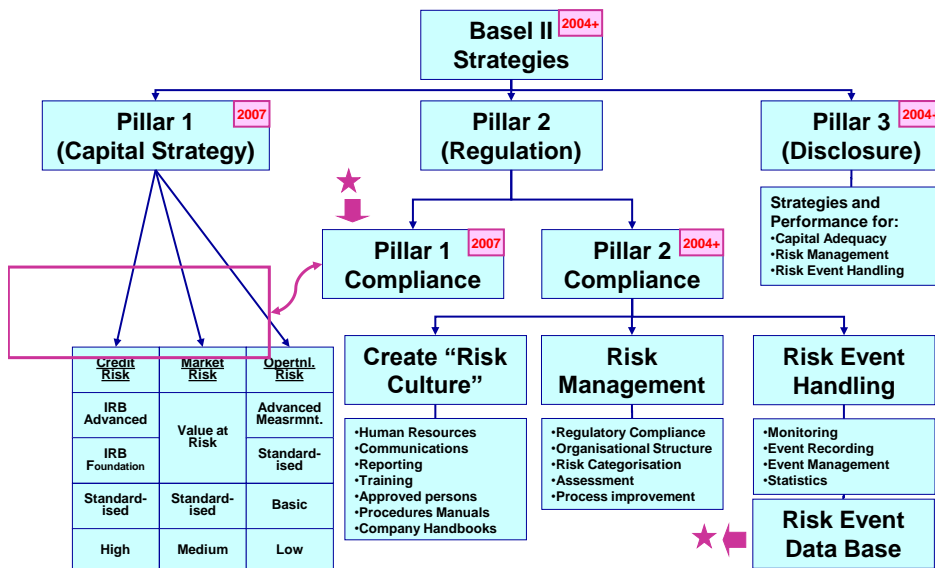 Basel II
Strategies
2004+
Pillar 1
(Capital Strategy)
2007
Pillar 2
(Regulation)
Pillar 3
(Disclosure)
2004+
Strategies and
Performance for:
•Capital Adequacy
•Risk Management
•Risk Event Handling
Pillar 1
Compliance
2007
Pillar 2
Compliance
2004+
Credit
Risk
Market
Risk
Opertnl.
Risk
IRB
Advanced
Value at
Risk
Advanced
Measrmnt.
IRB
Foundation
Standard-
ised
Standard-
ised
Standard-
ised
Basic
High
Medium
Low
Create “Risk
Culture”
•Human Resources
•Communications
•Reporting
•Training
•Approved persons
•Procedures Manuals
•Company Handbooks
Risk
Management
•Regulatory Compliance
•Organisational Structure
•Risk Categorisation
•Assessment
•Process improvement
Risk Event
Handling
•Monitoring
•Event Recording
•Event Management
•Statistics
Risk Event
Data Base